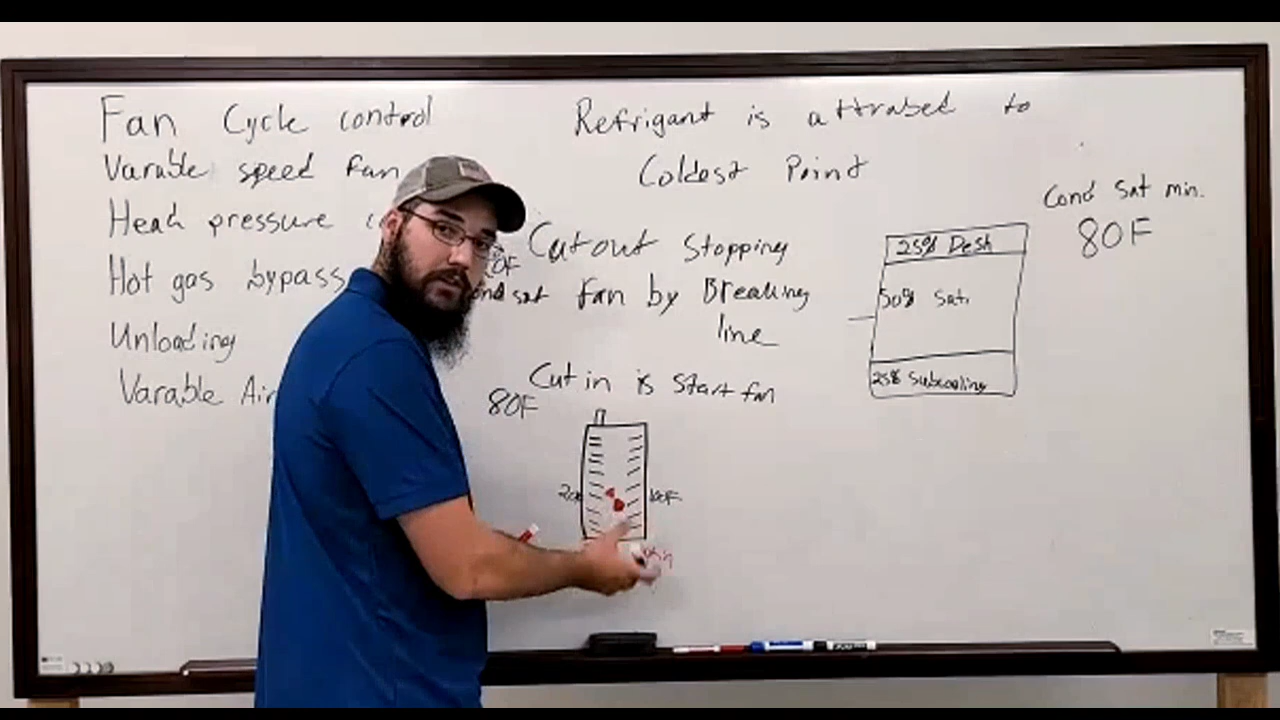 Fan Cycle control
Varable speed fan
Head pressure
Hot gas bypass
Unloading
Varable Air
Refrigant is attrabed to
Coldest Point
Cutout Stopping
fan by Breaking
line
Cut in is Start fan
80F
Cond Sat min.
80F
25% Desh
50% Sat.
25% Subcooling